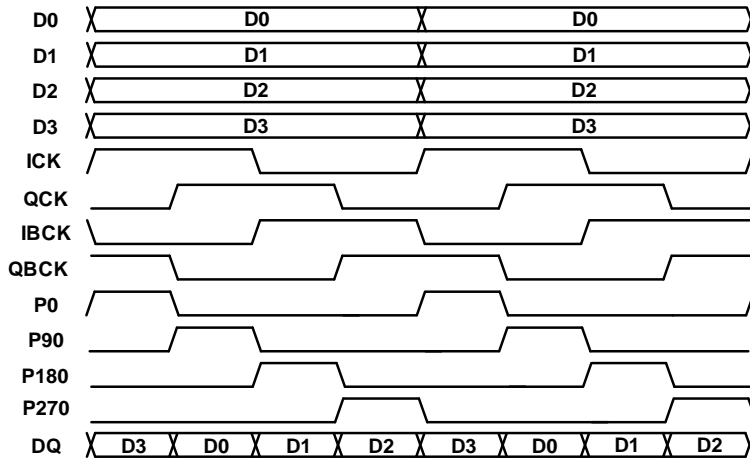 D0 D0 D0
D1 D1 D1
D2 D2 D2
D3 D3 D3
ICK
QCK
IBCK
QBCK
P0
P90
P180
P270
DQ D3 D0 D1 D2 D3 D0 D1 D2